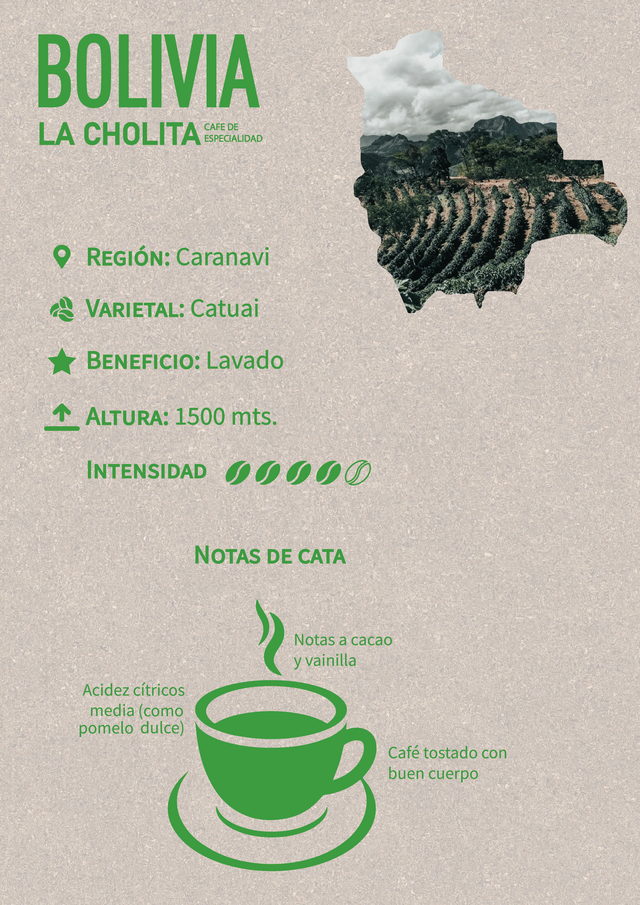 BOLIVIA
LA CHOLITA CAFE DE
ESPECIALIDAD
REGIÓN: Caranavi
VARIETAL: Catuai
BENEFICIO: Lavado
ALTURA: 1500 mts.
INTENSIDAD
NOTAS DE CATA
Notas a cacao
y vainilla
Acidez cítricos
media (como
pomelo dulce)
Café tostado con
buen cuerpo